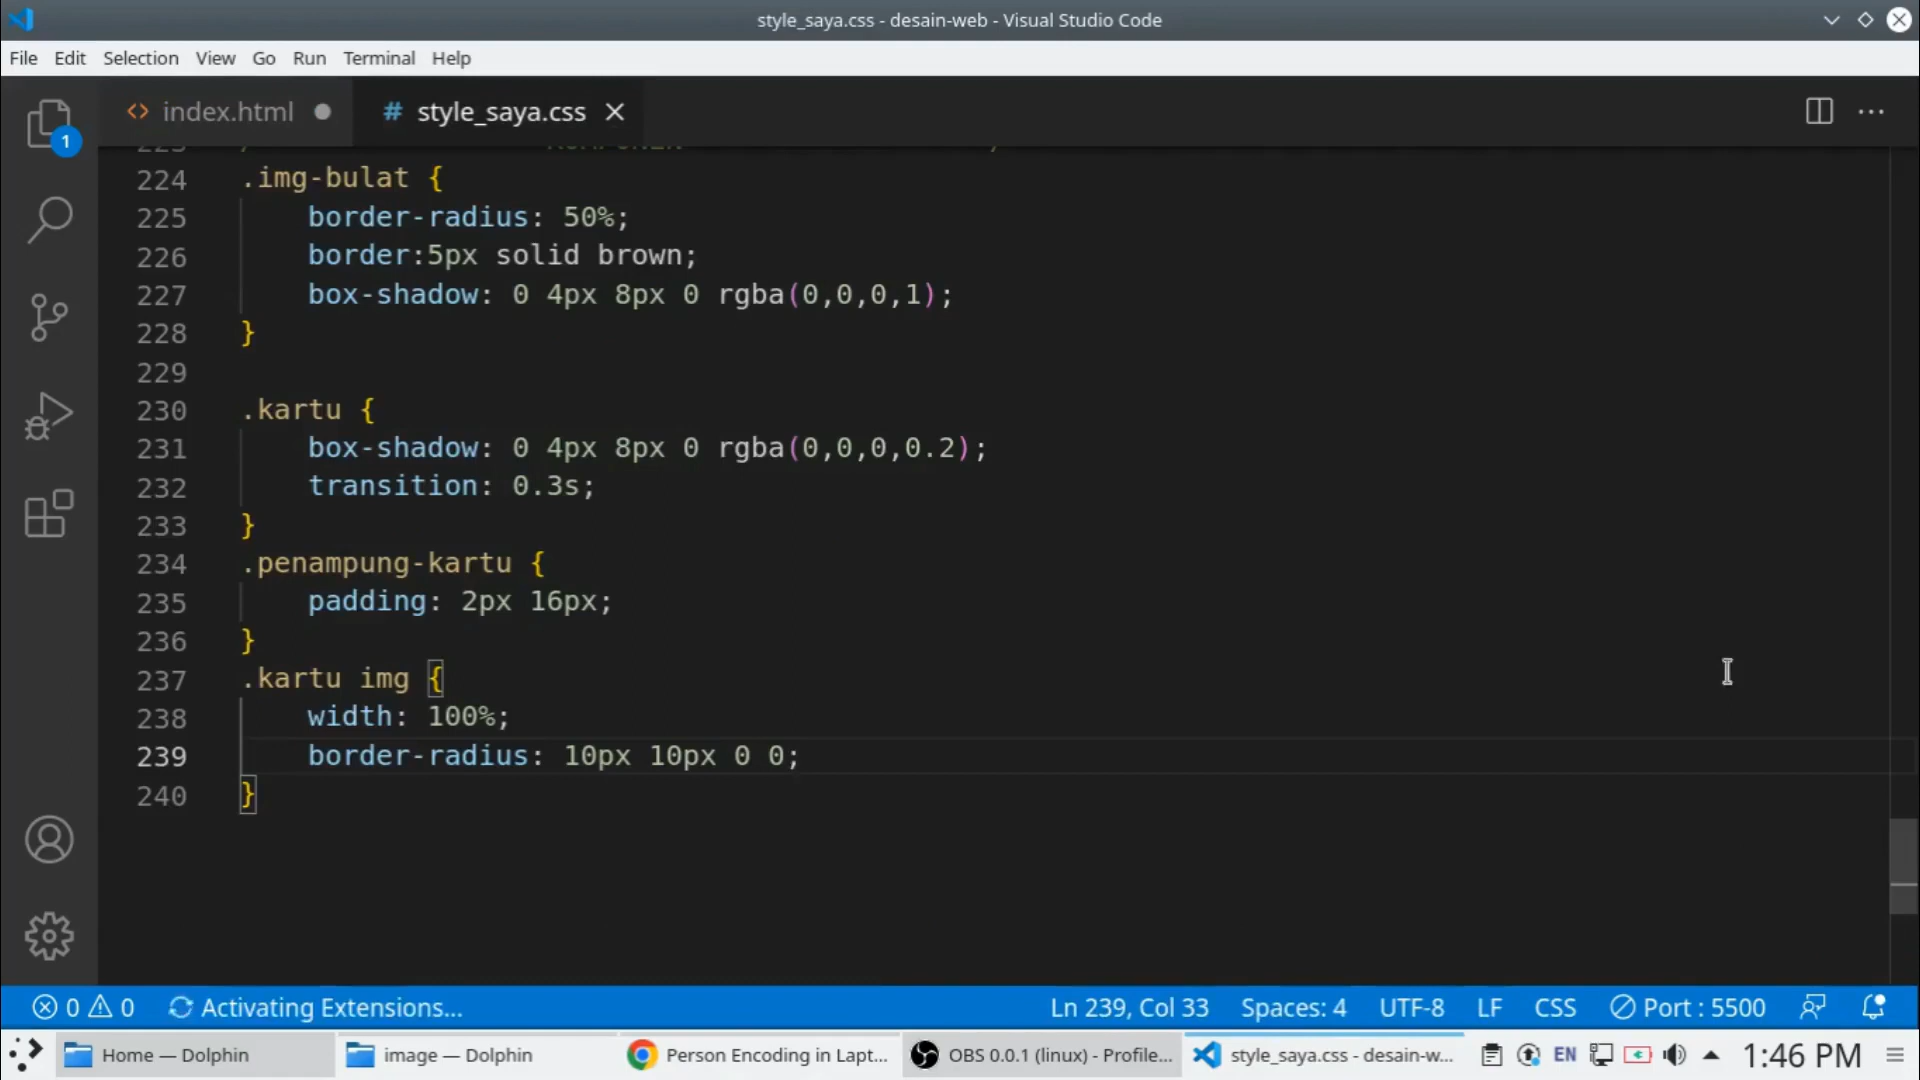 style_saya.css - desain-web - Visual Studio Code
File Edit Selection View Go Run Terminal Help
1
<> index.html
# style_saya.css
224 .img-bulat {
225 border-radius: 50%;
226 border:5px solid brown;
227 box-shadow: 0 4px 8px 0 rgba(0,0,0,1);
228 }
229
230 .kartu {
231 box-shadow: 0 4px 8px 0 rgba(0,0,0,0.2);
232 transition: 0.3s;
233 }
234 .penampung-kartu {
235 padding: 2px 16px;
236 }
237 .kartu img {
238 width: 100%;
239 border-radius: 10px 10px 0 0;
240 }
0 0 Activating Extensions... Ln 239, Col 33 Spaces: 4 UTF-8 LF CSS Port : 5500
Home — Dolphin image — Dolphin Person Encoding in Lapt... OBS 0.0.1 (linux) - Profile... style_saya.css - desain-w... EN 1:46 PM